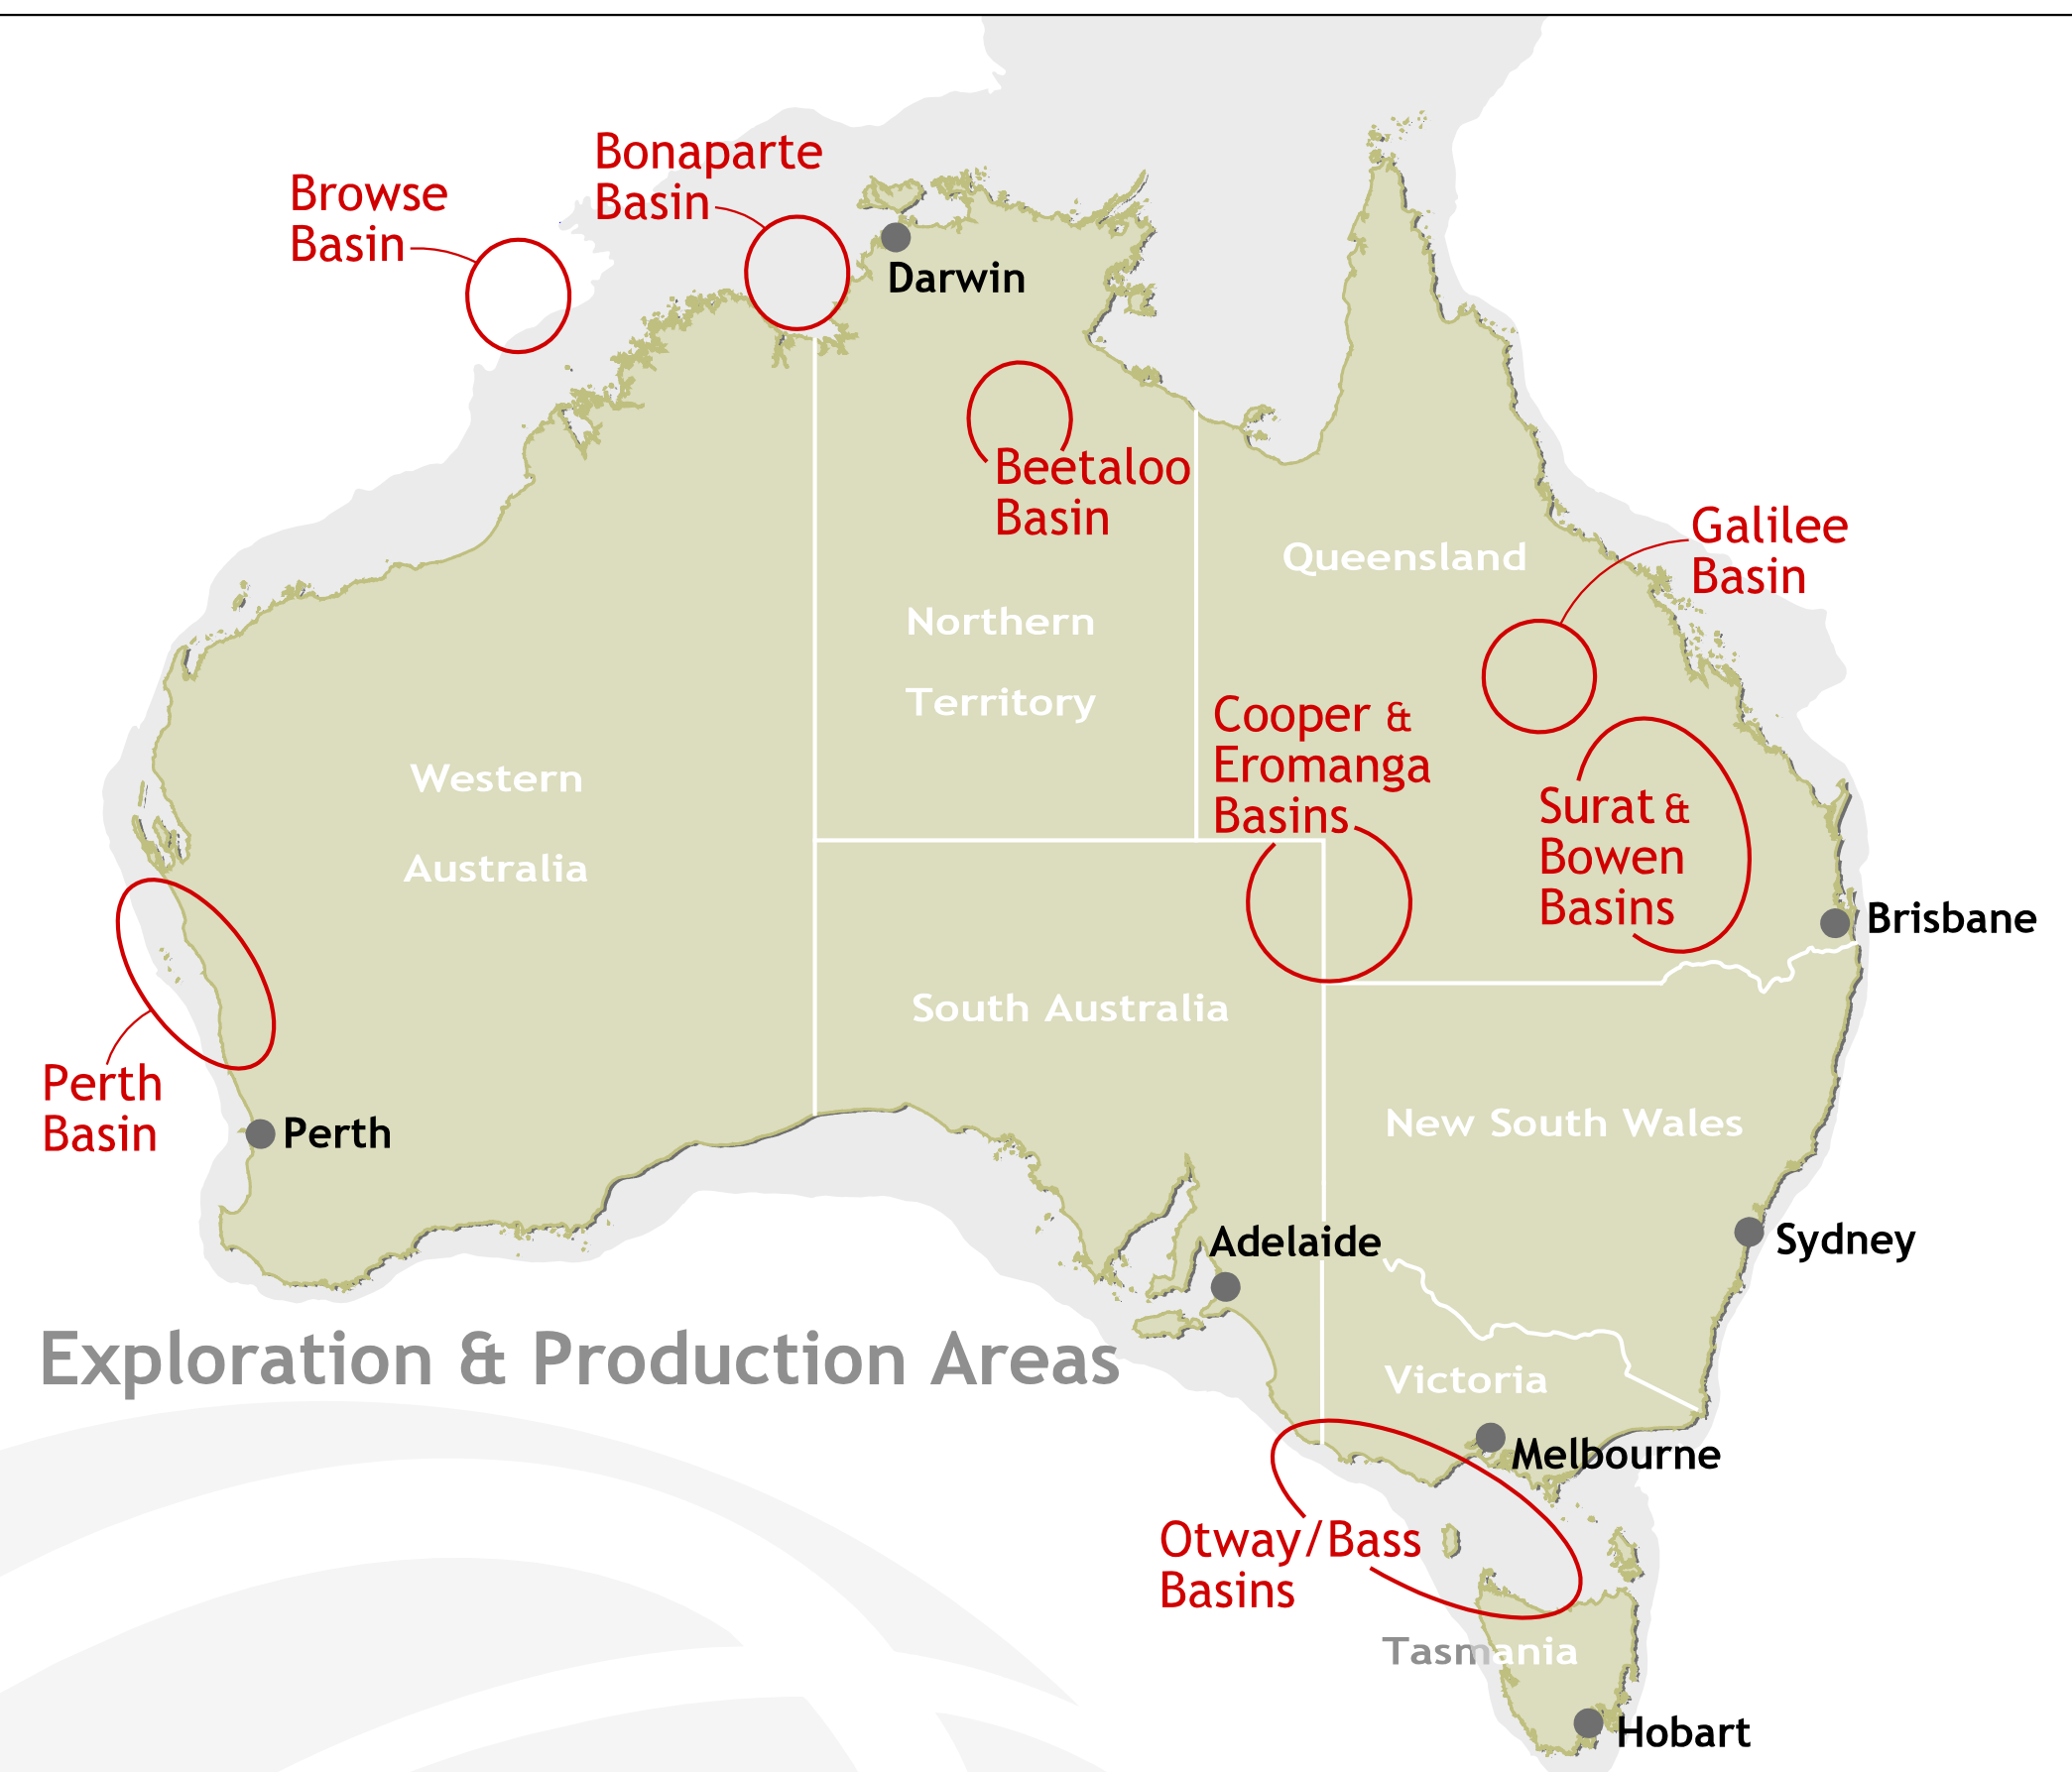 Bonaparte
Basin
Browse
Basin
Darwin
Beetaloo
Basin
Galilee
Basin
Queensland
Northern
Territory
Cooper &
Eromanga
Basins
Western
Australia
Surat &
Bowen
Basins
Brisbane
South Australia
Perth
Basin
Perth
New South Wales
Adelaide
Sydney
Exploration & Production Areas
Victoria
Melbourne
Otway/Bass
Basins
Tasmania
Hobart